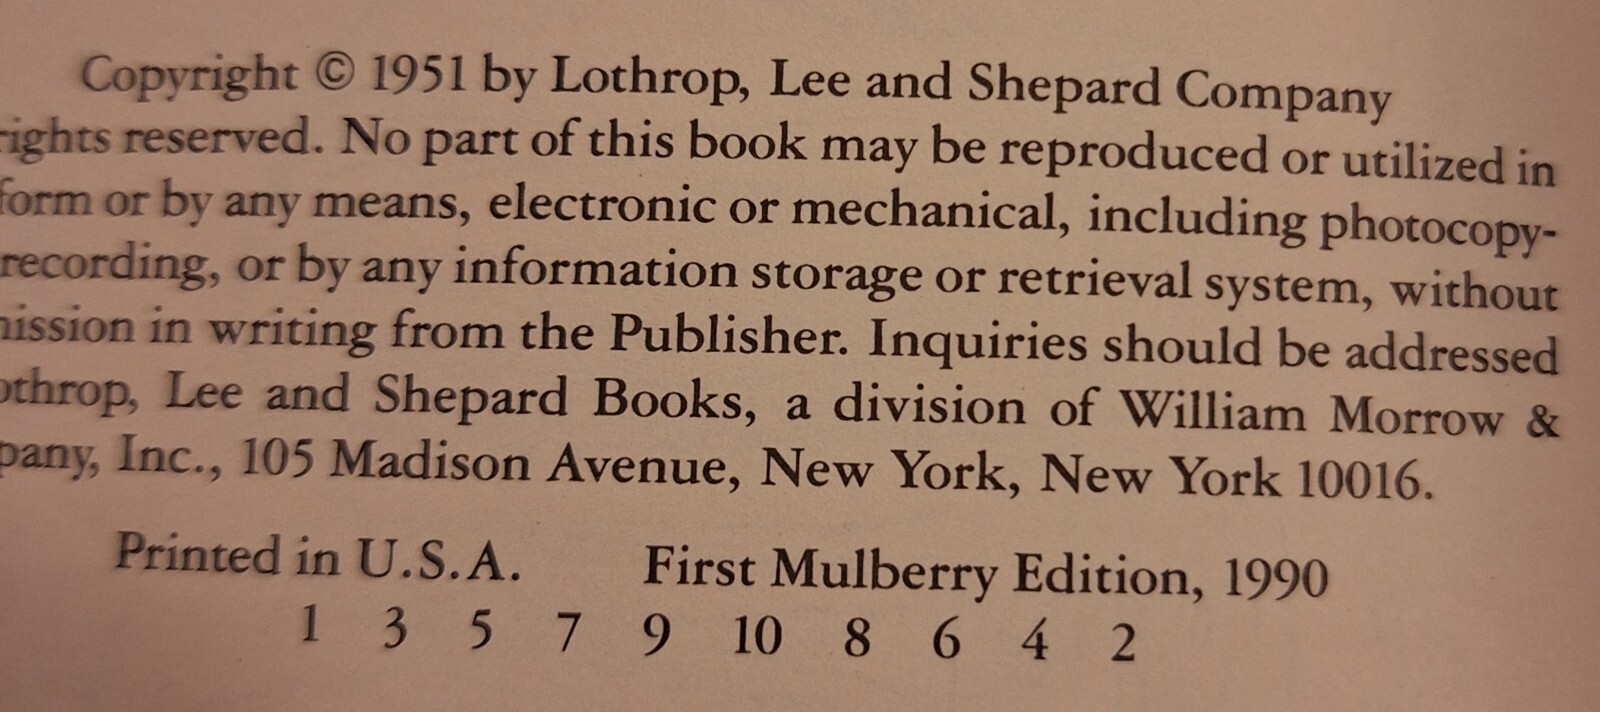 Copyright © 1951 by Lothrop, Lee and Shepard Company
rights reserved. No part of this book may be reproduced or utilized in
form or by any means, electronic or mechanical, including photocopy-
recording, or by any information storage or retrieval system, without
mission in writing from the Publisher. Inquiries should be addressed
othrop, Lee and Shepard Books, a division of William Morrow &
pany, Inc., 105 Madison Avenue, New York, New York 10016.
Printed in U.S.A. First Mulberry Edition, 1990
1 3 5 7 9 10 8 6 4 2